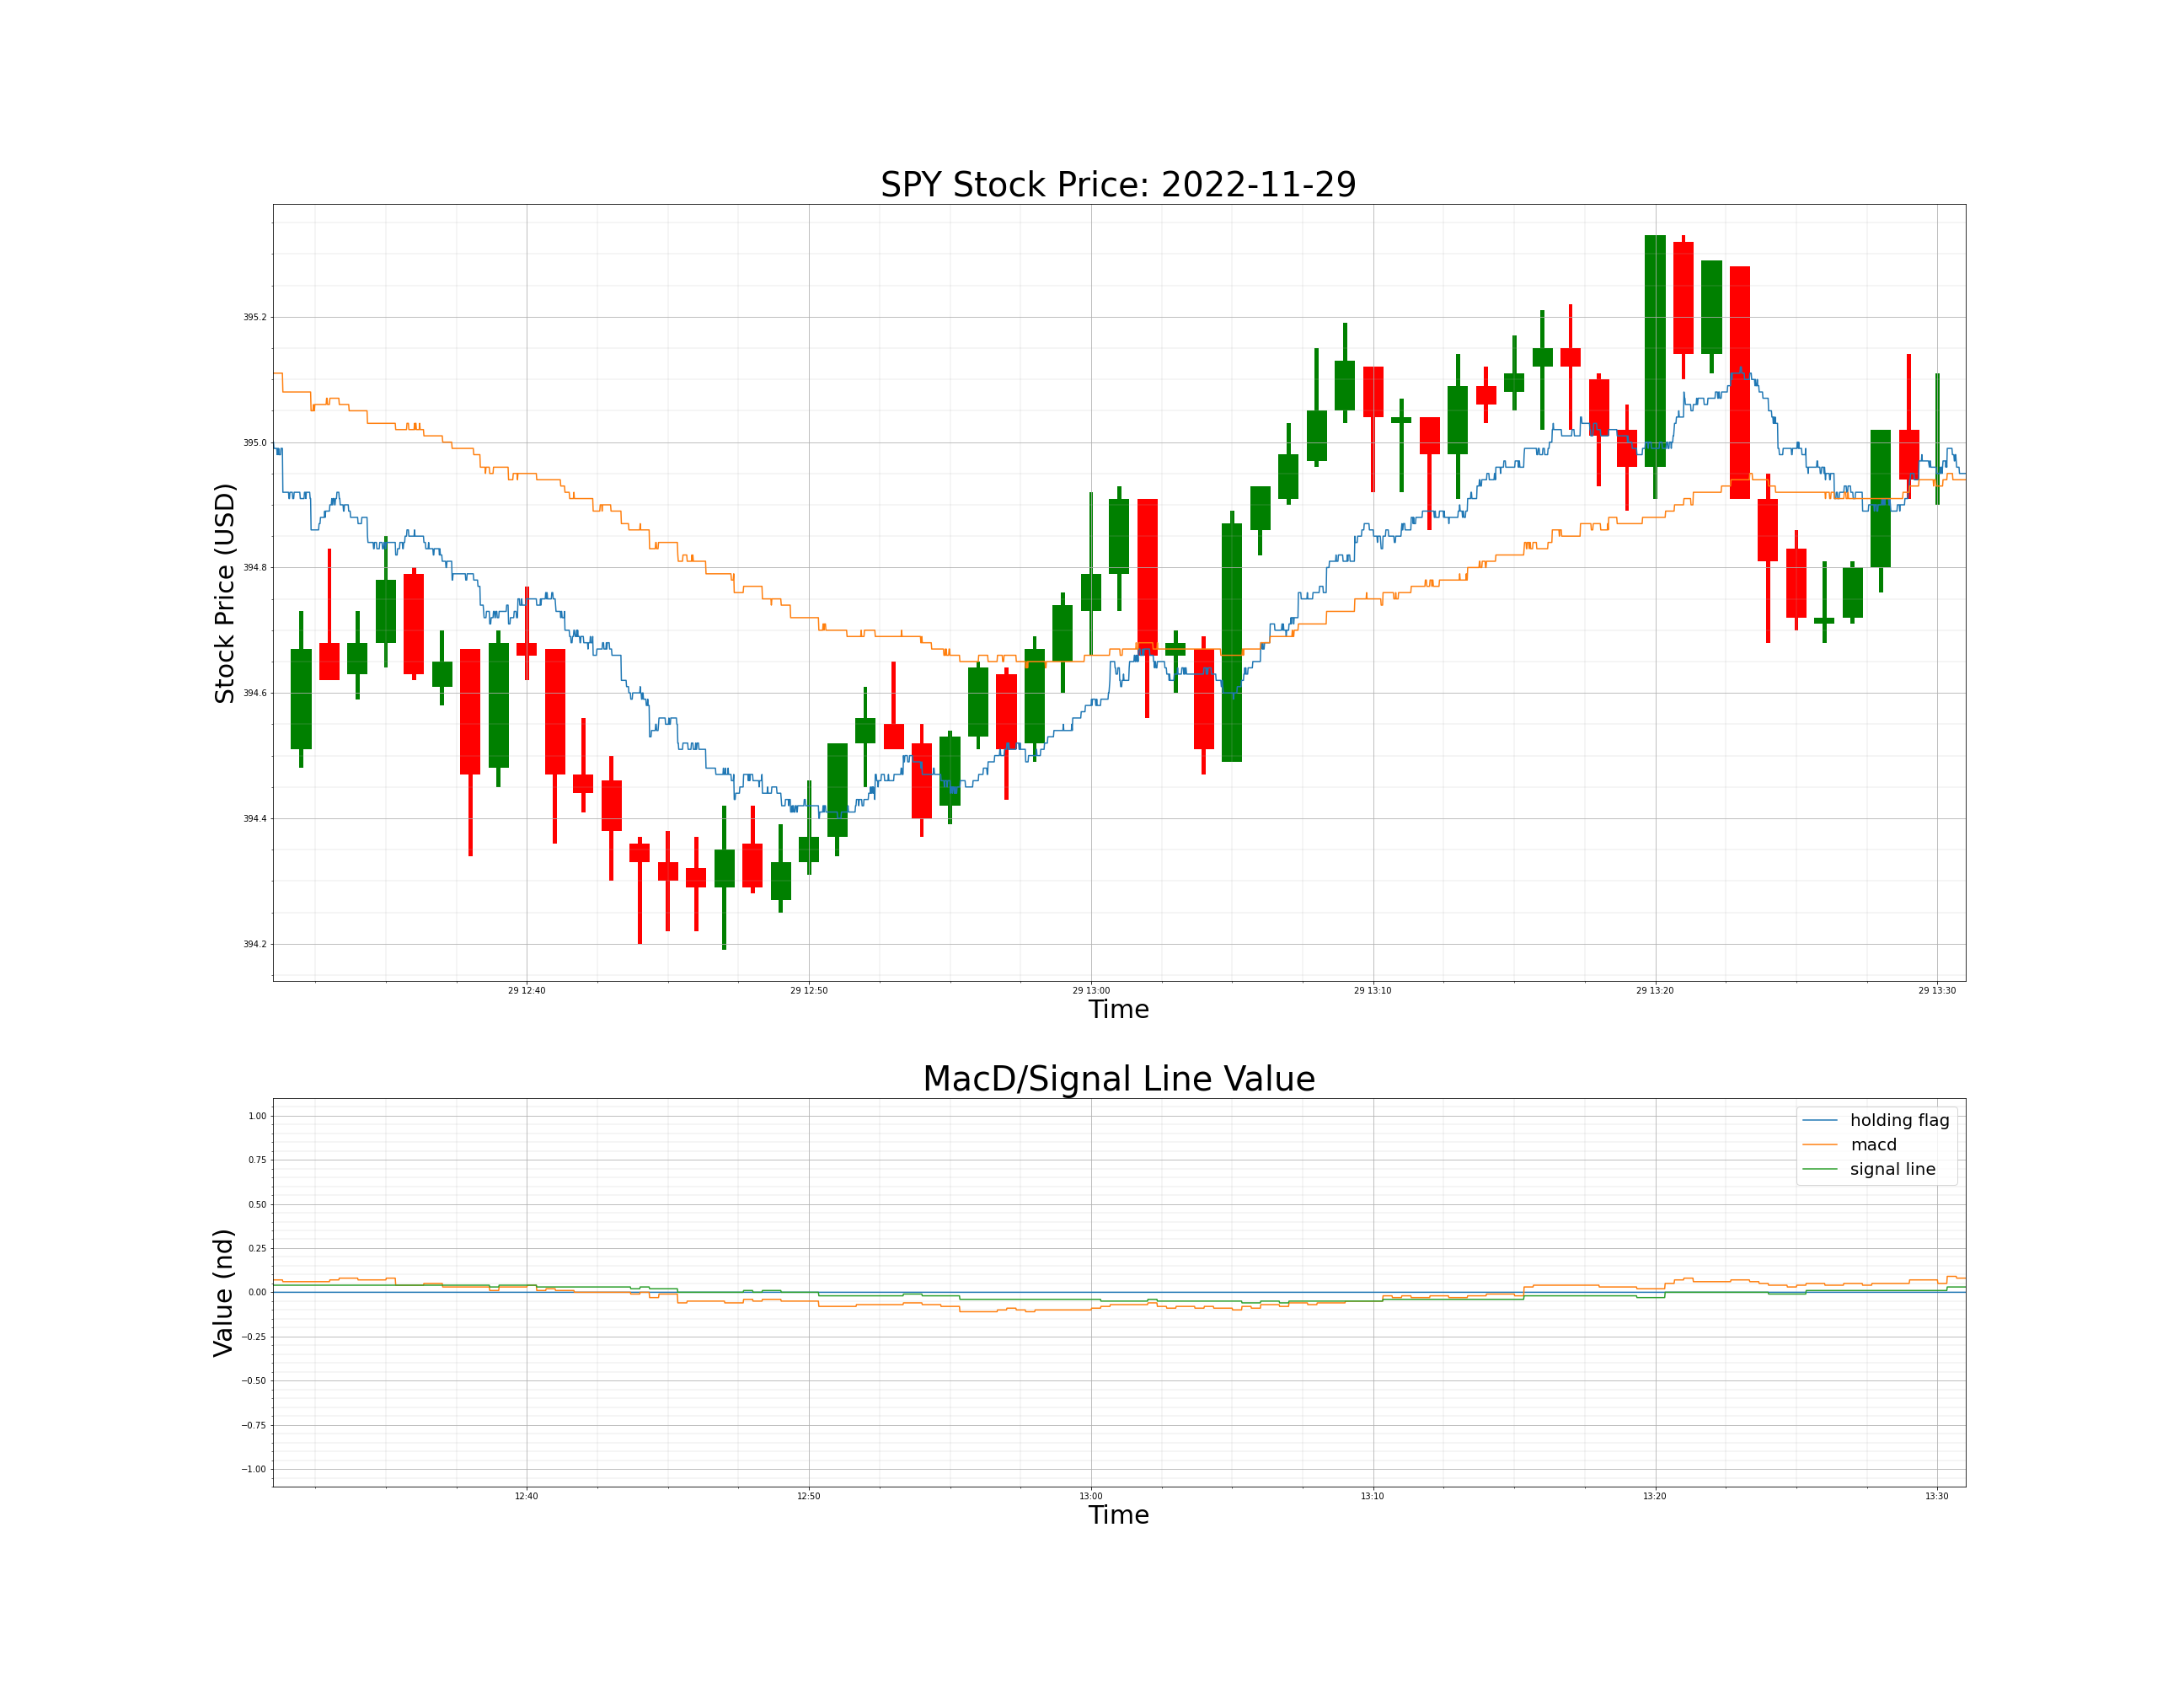 SPY Stock Price: 2022-11-29
Stock Price (USD)
395.2
395.0
394.8
394.6
394.4
394.2
29 12:40 29 12:50 29 13:00 29 13:10 29 13:20 29 13:30
Time
MacD/Signal Line Value
Value (nd)
1.00
0.75
0.50
0.25
0.00
−0.25
−0.50
−0.75
−1.00
holding flag
macd
signal line
12:40 12:50 13:00 13:10 13:20 13:30
Time